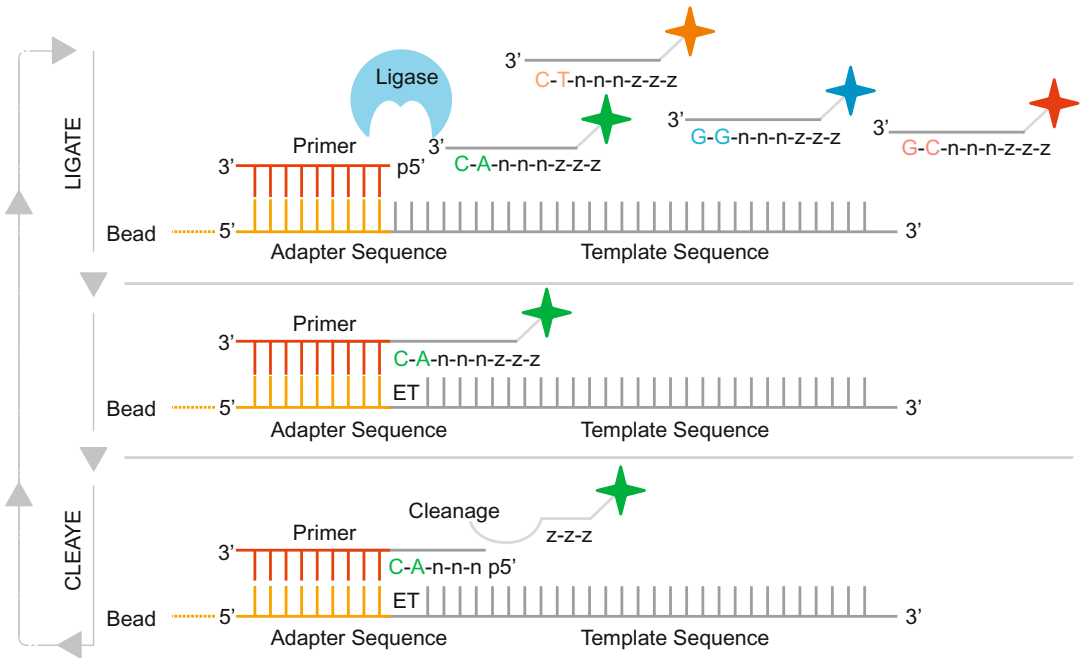 LIGATE
Ligase
3’
C-T-n-n-n-z-z-z
3’
G-G-n-n-n-z-z-z
3’
G-C-n-n-n-z-z-z
3’
C-A-n-n-n-z-z-z
Primer
3’
p5’
Bead
5’
3’
Adapter Sequence
Template Sequence
Primer
3’
C-A-n-n-n-z-z-z
ET
Bead
5’
3’
Adapter Sequence
Template Sequence
CLEAYE
Cleanage
z-z-z
Primer
3’
C-A-n-n-n p5’
ET
Bead
5’
3’
Adapter Sequence
Template Sequence